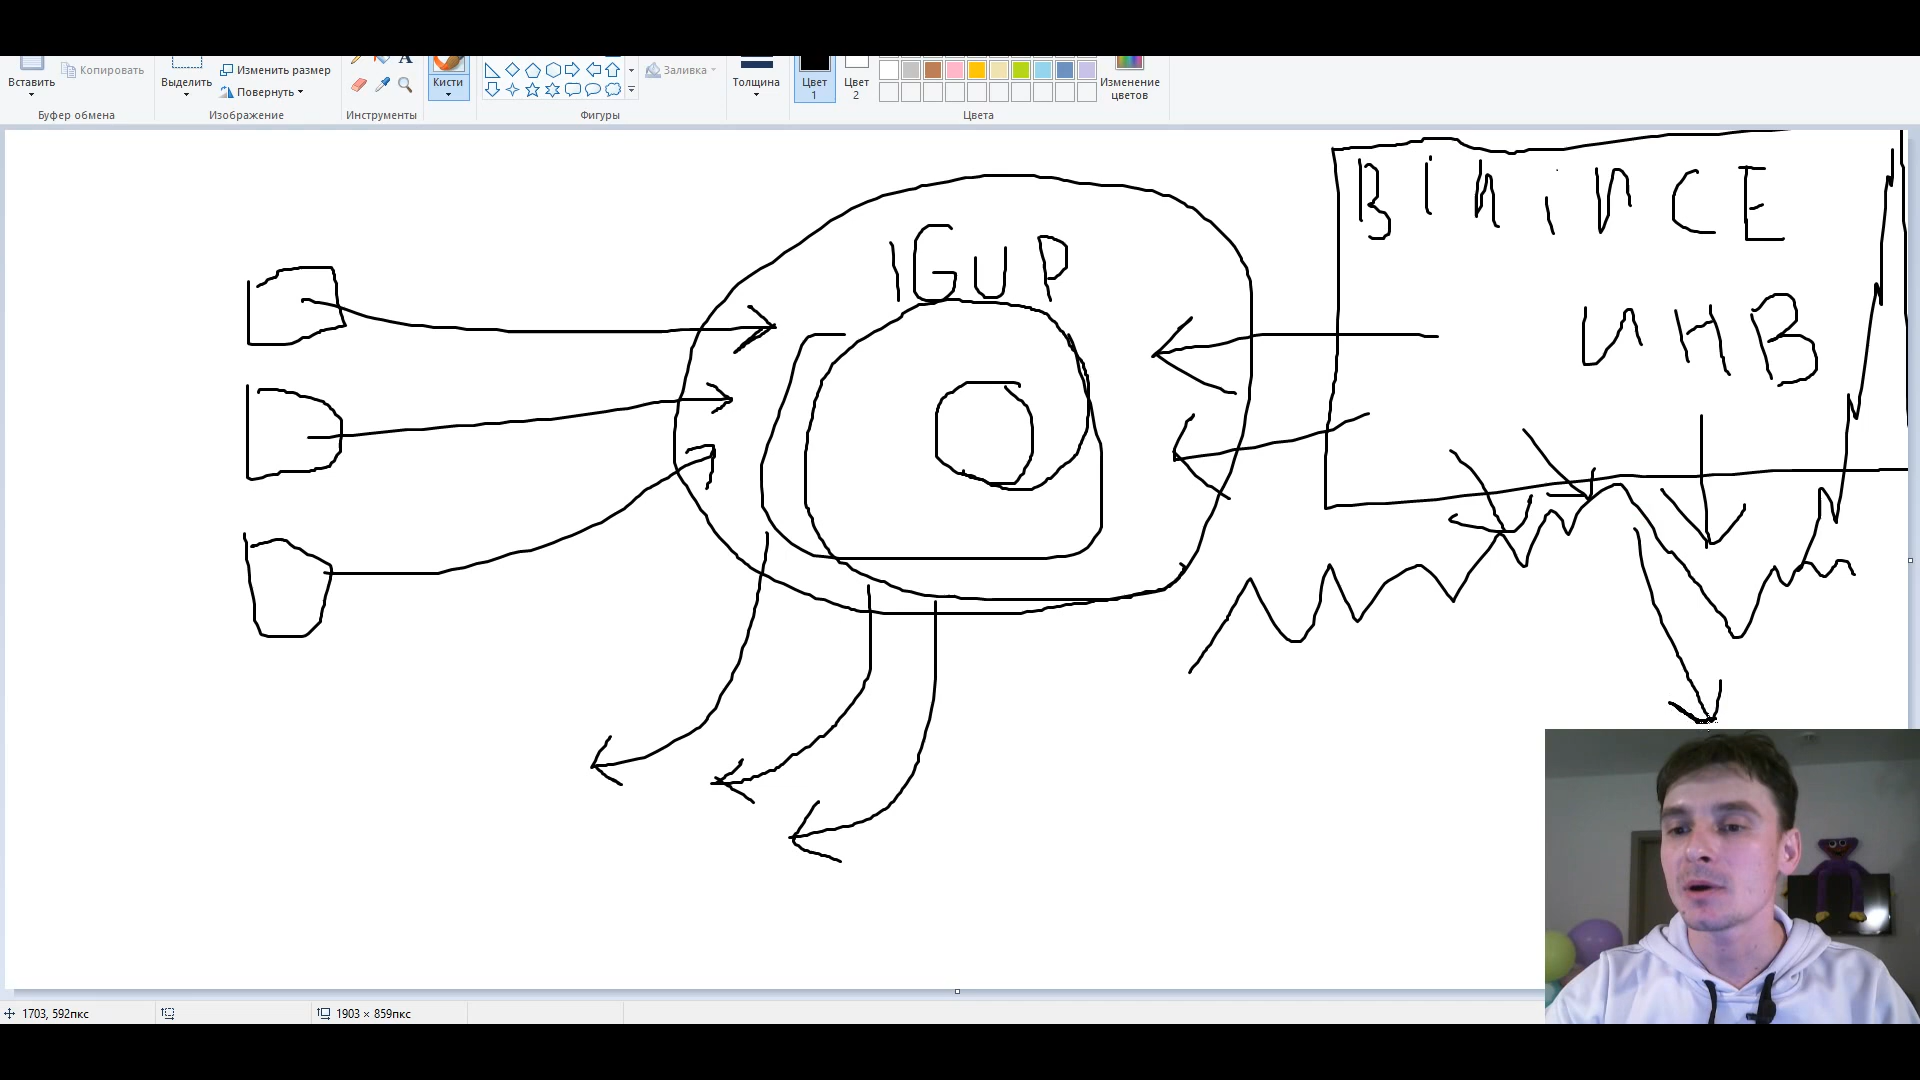 Вставить
Копировать
Буфер обмена
Выделить
Изменить размер
Повернуть
Изображение
Инструменты
Кисти
Фигуры
Заливка
Толщина
Цвет 1
Цвет 2
Изменение цветов
Цвета
BININCE
ИНВ
IGUP
1703, 592пкс
1903 × 859пкс